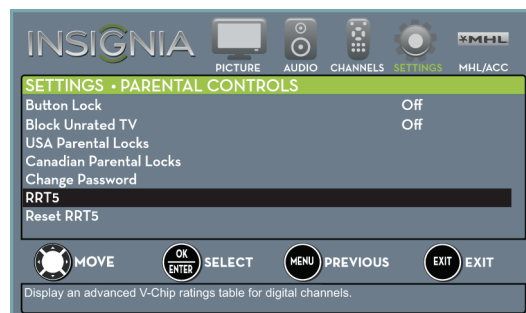 INSIGNIA
PICTURE AUDIO CHANNELS SETTINGS MHL MHL/ACC
SETTINGS • PARENTAL CONTROLS
Button Lock Off
Block Unrated TV Off
USA Parental Locks
Canadian Parental Locks
Change Password
RRT5
Reset RRT5
MOVE OK ENTER SELECT MENU PREVIOUS EXIT EXIT
Display an advanced V-Chip ratings table for digital channels.